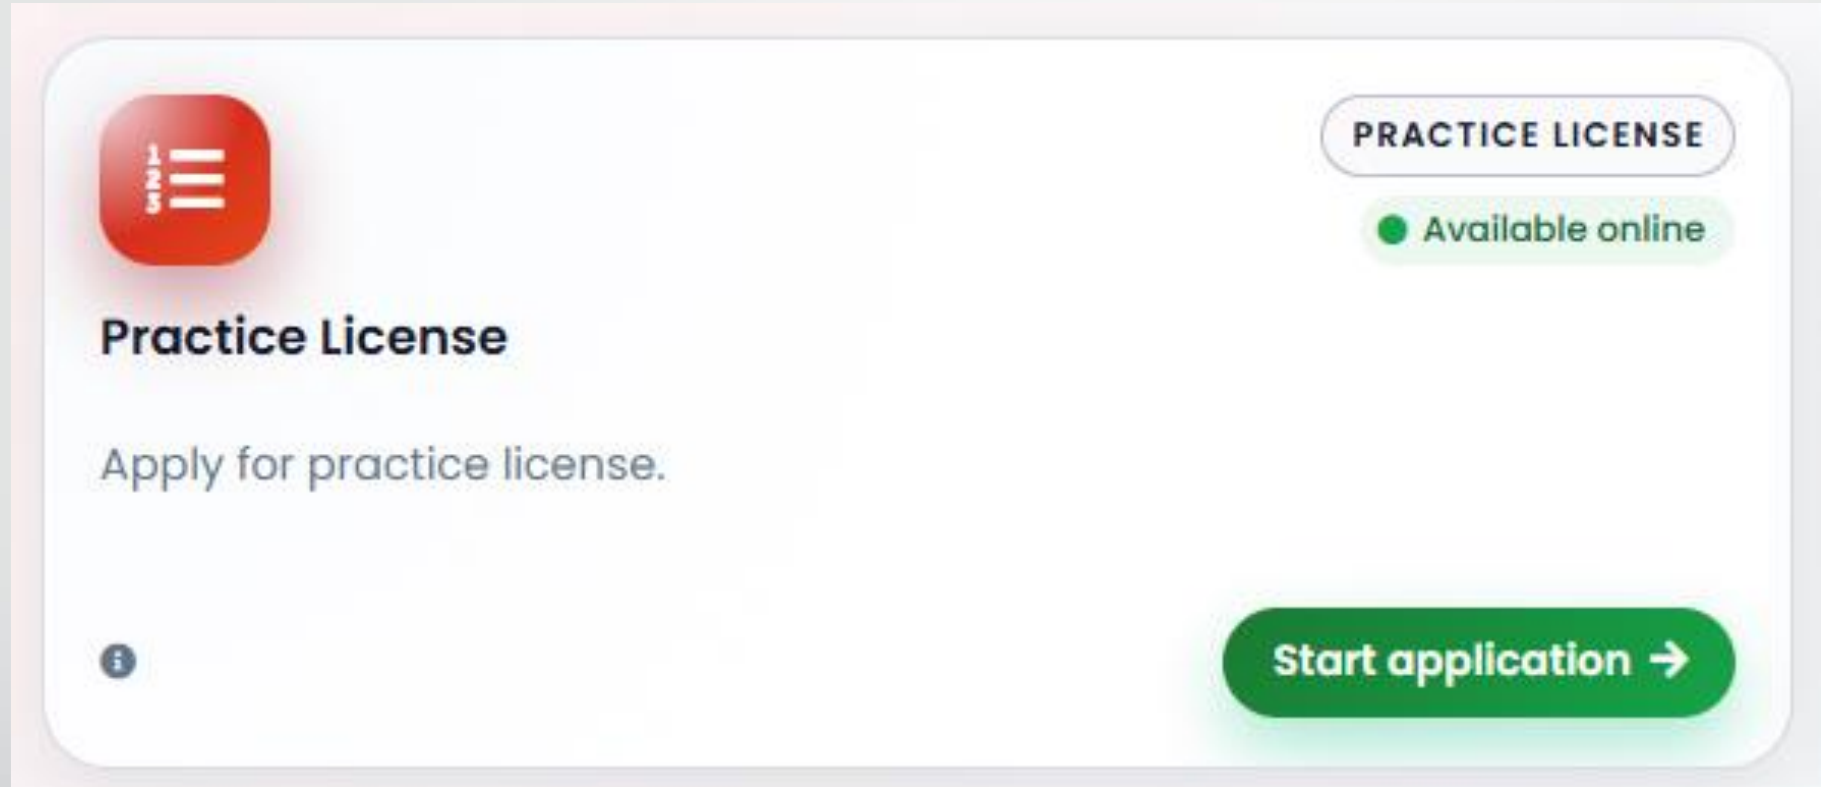 PRACTICE LICENSE
Available online
Practice License
Apply for practice license.
Start application →